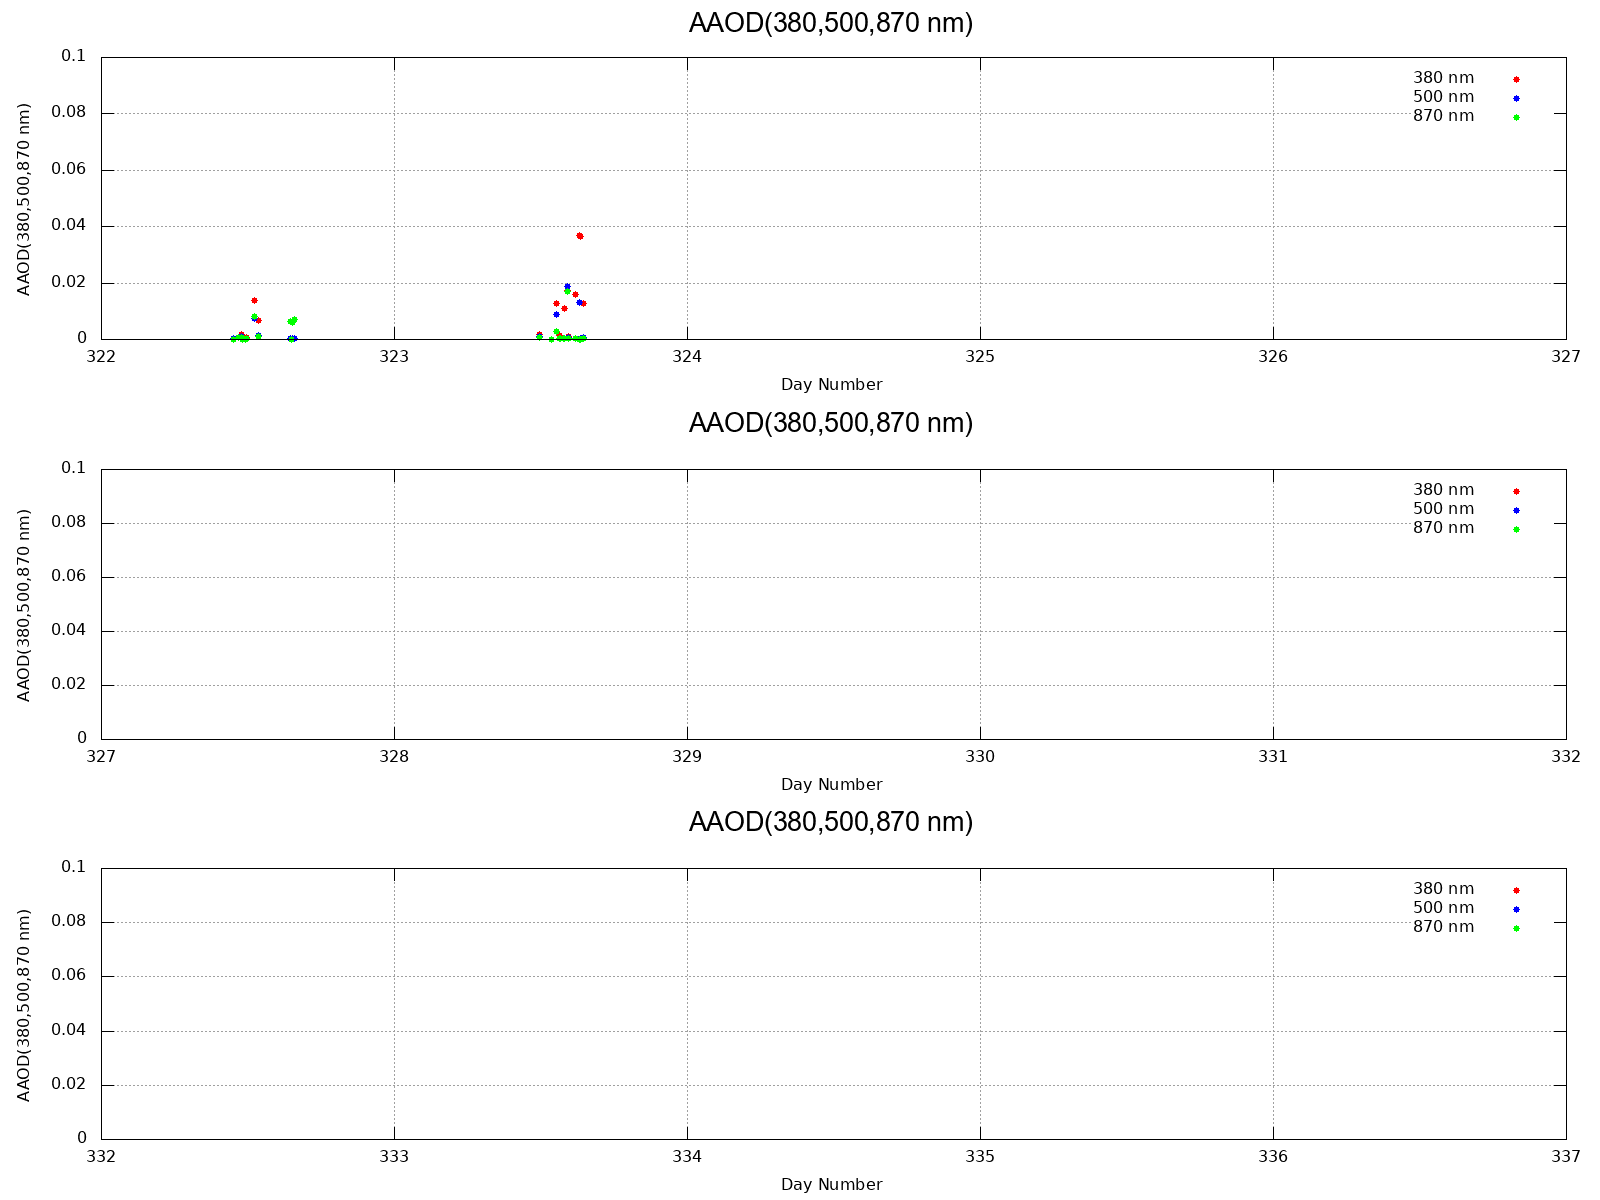 AAOD(380,500,870 nm)
0.1
380 nm
500 nm
0.08
870 nm
AAOD(380,500,870 nm)
0.06
0.04
0.02
0
322 323 324 325 326 327
Day Number
AAOD(380,500,870 nm)
0.1
380 nm
500 nm
0.08
870 nm
AAOD(380,500,870 nm)
0.06
0.04
0.02
0
327 328 329 330 331 332
Day Number
AAOD(380,500,870 nm)
0.1
380 nm
500 nm
0.08
870 nm
AAOD(380,500,870 nm)
0.06
0.04
0.02
0
332 333 334 335 336 337
Day Number